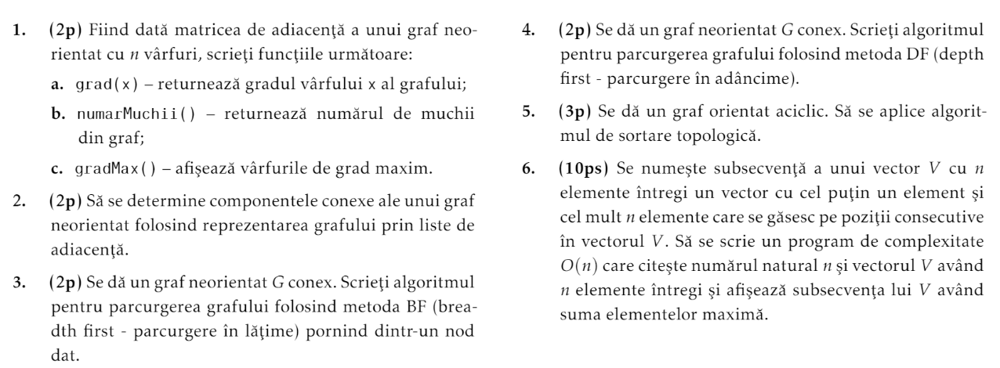 1. (2p) Fiind dată matricea de adiacenţă a unui graf neo-
rientat cu n vârfuri, scrieţi funcţiile următoare:
a. grad(x) – returnează gradul vârfului x al grafului;
b. numarMuchii() – returnează numărul de muchii
din graf;
c. gradMax() – afişează vârfurile de grad maxim.
2. (2p) Să se determine componentele conexe ale unui graf
neorientat folosind reprezentarea grafului prin liste de
adiacenţă.
3. (2p) Se dă un graf neorientat G conex. Scrieţi algoritmul
pentru parcurgerea grafului folosind metoda BF (brea-
dth first - parcurgere în lăţime) pornind dintr-un nod
dat.
4. (2p) Se dă un graf neorientat G conex. Scrieţi algoritmul
pentru parcurgerea grafului folosind metoda DF (depth
first - parcurgere în adâncime).
5. (3p) Se dă un graf orientat aciclic. Să se aplice algorit-
mul de sortare topologică.
6. (10ps) Se numeşte subsecvenţă a unui vector V cu n
elemente întregi un vector cu cel puţin un element şi
cel mult n elemente care se găsesc pe poziţii consecutive
în vectorul V. Să se scrie un program de complexitate
O(n) care citeşte numărul natural n şi vectorul V având
n elemente întregi şi afişează subsecvenţa lui V având
suma elementelor maximă.